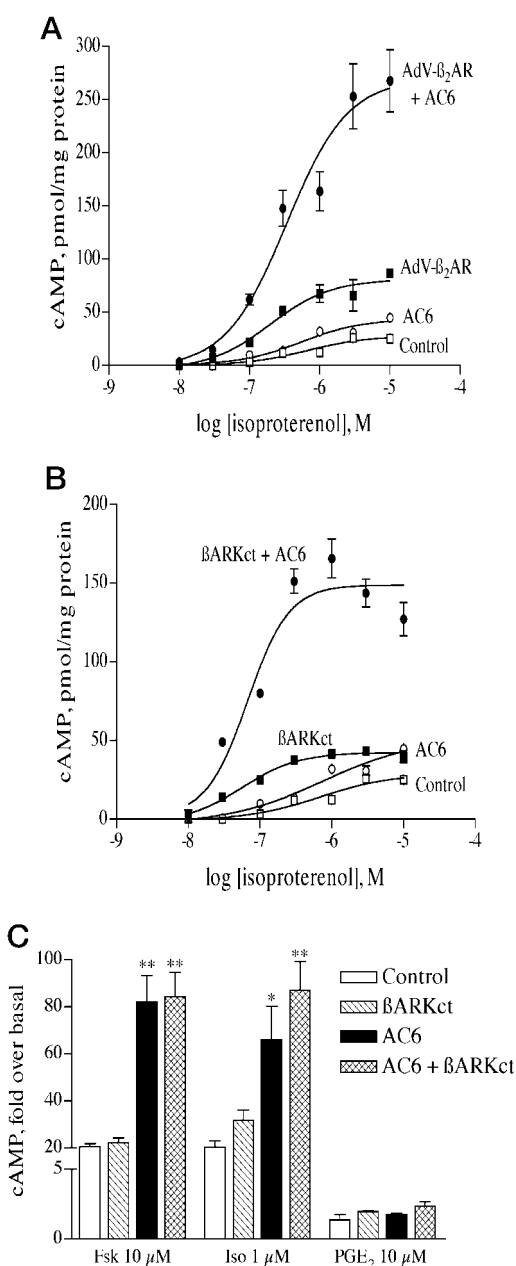 A
300
250
200
150
100
50
0
cAMP, pmol/mg protein
AdV-ß₂AR
+ AC6
AdV-ß₂AR
AC6
Control
-9 -8 -7 -6 -5 -4
log [isoproterenol], M
B
200
150
100
50
0
cAMP, pmol/mg protein
ßARKct + AC6
ßARKct
AC6
Control
-9 -8 -7 -6 -5 -4
log [isoproterenol], M
C
100
80
60
40
20
5
0
cAMP, fold over basal
** ** * **
Control
ßARKct
AC6
AC6 + ßARKct
Fsk 10 µM Iso 1 µM PGE₂ 10 µM